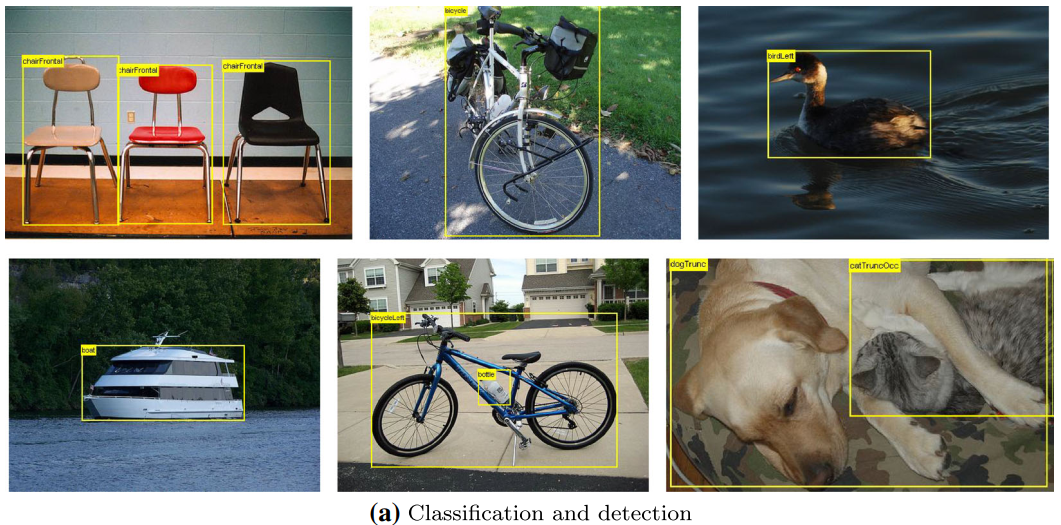 chairFrontal
chairFrontal
chairFrontal
bicycle
birdLeft
boat
bicycleLeft
bottle
dogTrunc
catTruncOcc
(a) Classification and detection